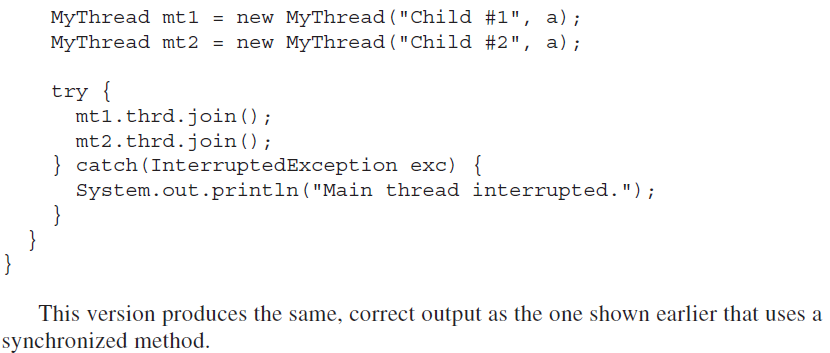 MyThread mt1 = new MyThread("Child #1", a);
MyThread mt2 = new MyThread("Child #2", a);
try {
mt1.thrd.join();
mt2.thrd.join();
} catch(InterruptedException exc) {
System.out.println("Main thread interrupted.");
}
}
}
This version produces the same, correct output as the one shown earlier that uses a
synchronized method.